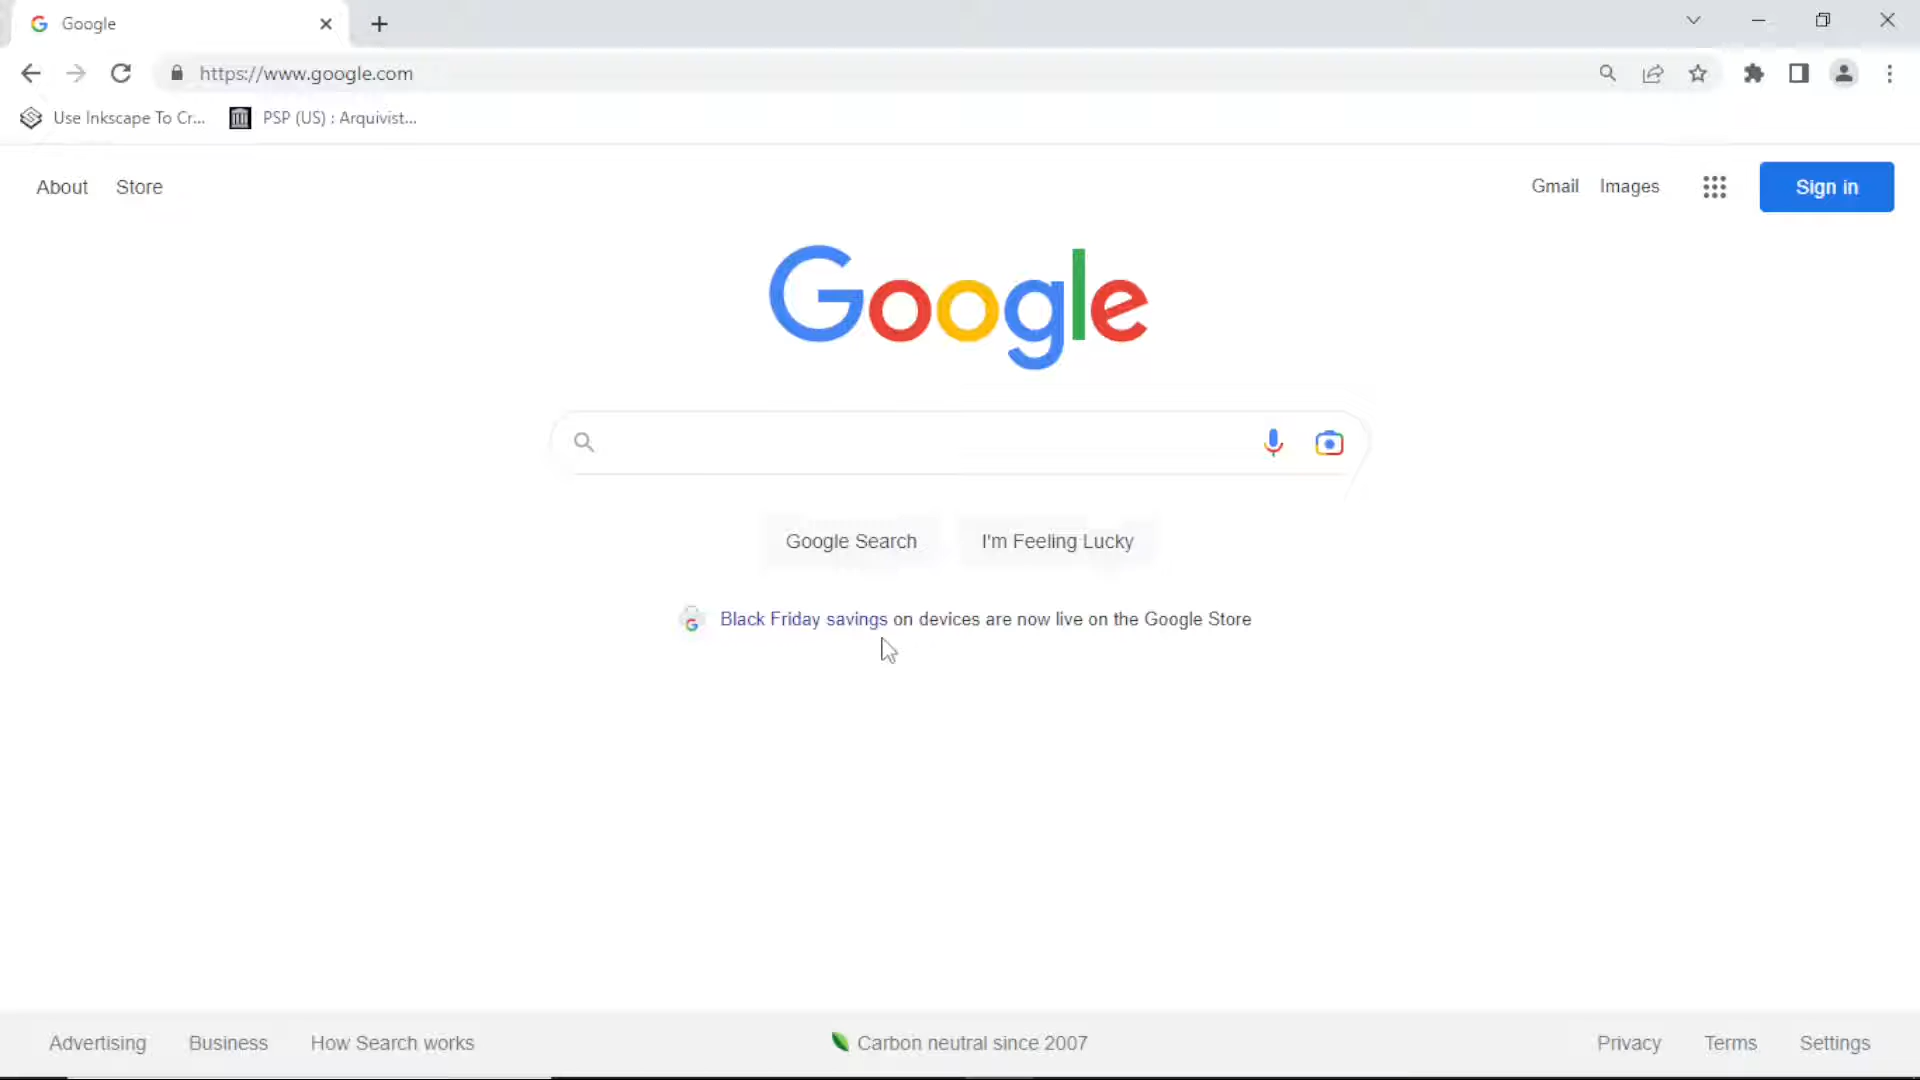 Google
https://www.google.com
Use Inkscape To Cr...
PSP (US) : Arquivist...
About Store
Gmail Images Sign in
Google
Google Search I'm Feeling Lucky
Black Friday savings on devices are now live on the Google Store
Advertising Business How Search works
Carbon neutral since 2007
Privacy Terms Settings